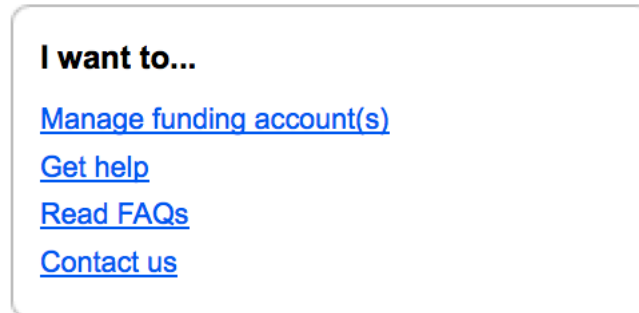 I want to...
Manage funding account(s)
Get help
Read FAQs
Contact us